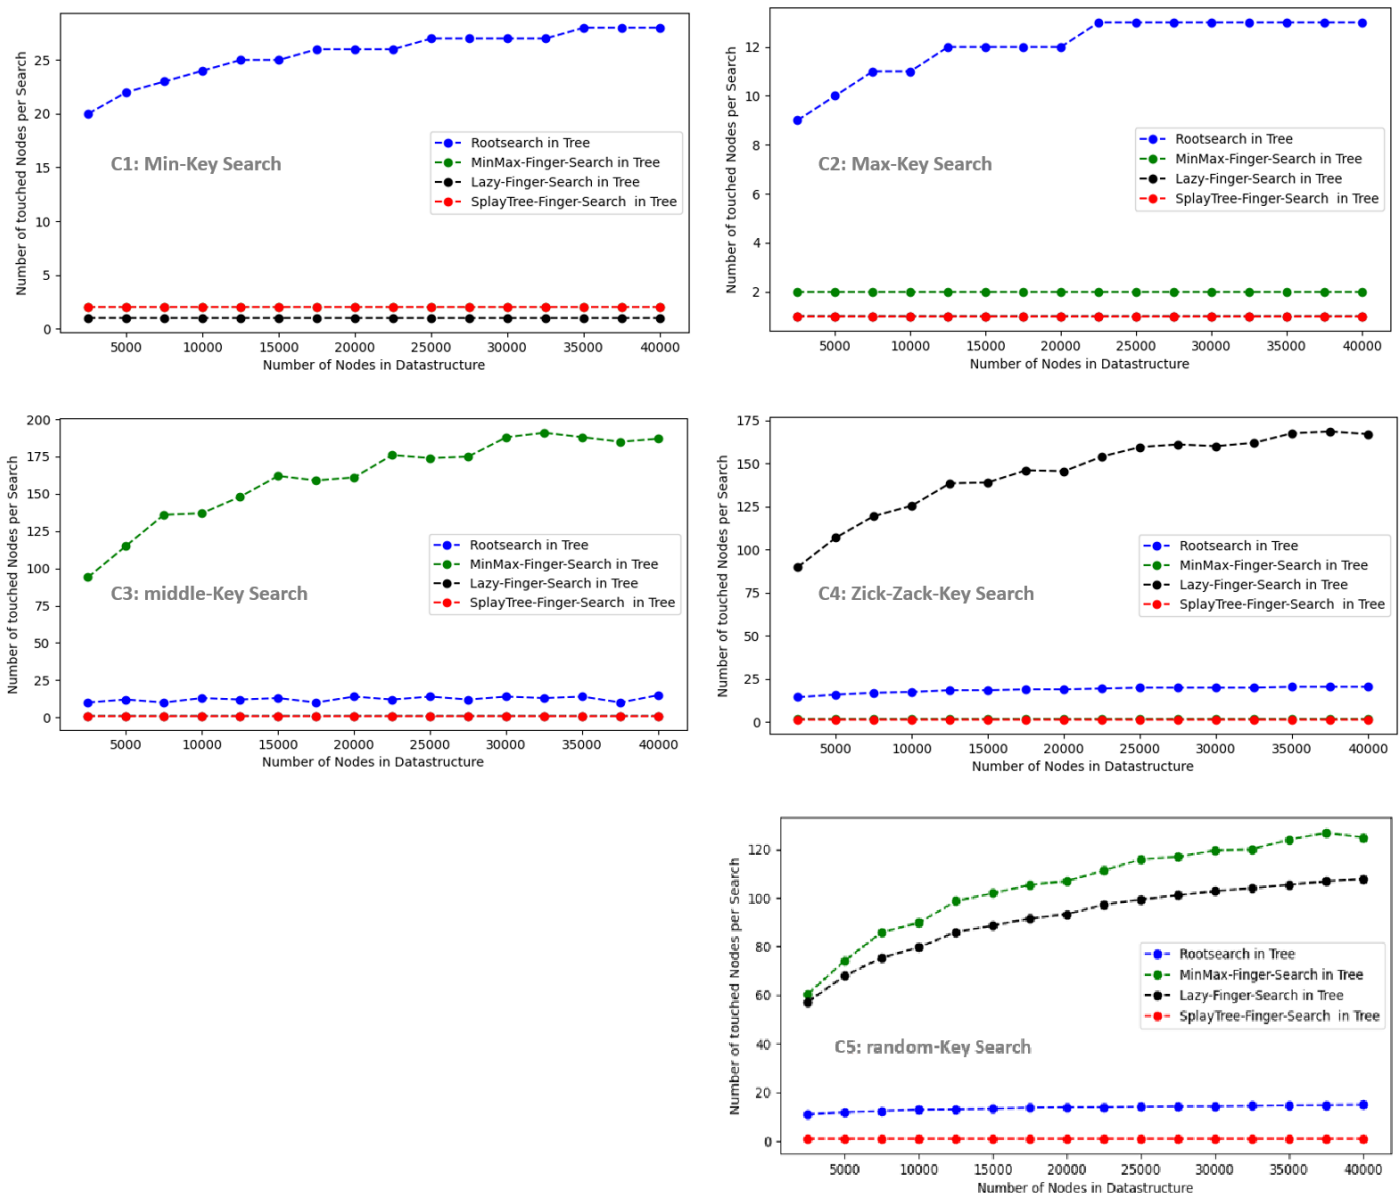 Number of touched Nodes per Search
25
20
15
10
5
0
C1: Min-Key Search
Rootsearch in Tree
MinMax-Finger-Search in Tree
Lazy-Finger-Search in Tree
SplayTree-Finger-Search in Tree
5000 10000 15000 20000 25000 30000 35000 40000
Number of Nodes in Datastructure
Number of touched Nodes per Search
12
10
8
6
4
2
C2: Max-Key Search
Rootsearch in Tree
MinMax-Finger-Search in Tree
Lazy-Finger-Search in Tree
SplayTree-Finger-Search in Tree
5000 10000 15000 20000 25000 30000 35000 40000
Number of Nodes in Datastructure
Number of touched Nodes per Search
200
175
150
125
100
75
50
25
0
C3: middle-Key Search
Rootsearch in Tree
MinMax-Finger-Search in Tree
Lazy-Finger-Search in Tree
SplayTree-Finger-Search in Tree
5000 10000 15000 20000 25000 30000 35000 40000
Number of Nodes in Datastructure
Number of touched Nodes per Search
175
150
125
100
75
50
25
0
C4: Zick-Zack-Key Search
Rootsearch in Tree
MinMax-Finger-Search in Tree
Lazy-Finger-Search in Tree
SplayTree-Finger-Search in Tree
5000 10000 15000 20000 25000 30000 35000 40000
Number of Nodes in Datastructure
Number of touched Nodes per Search
120
100
80
60
40
20
0
Rootsearch in Tree
MinMax-Finger-Search in Tree
Lazy-Finger-Search in Tree
SplayTree-Finger-Search in Tree
C5: random-Key Search
5000 10000 15000 20000 25000 30000 35000 40000
Number of Nodes in Datastructure